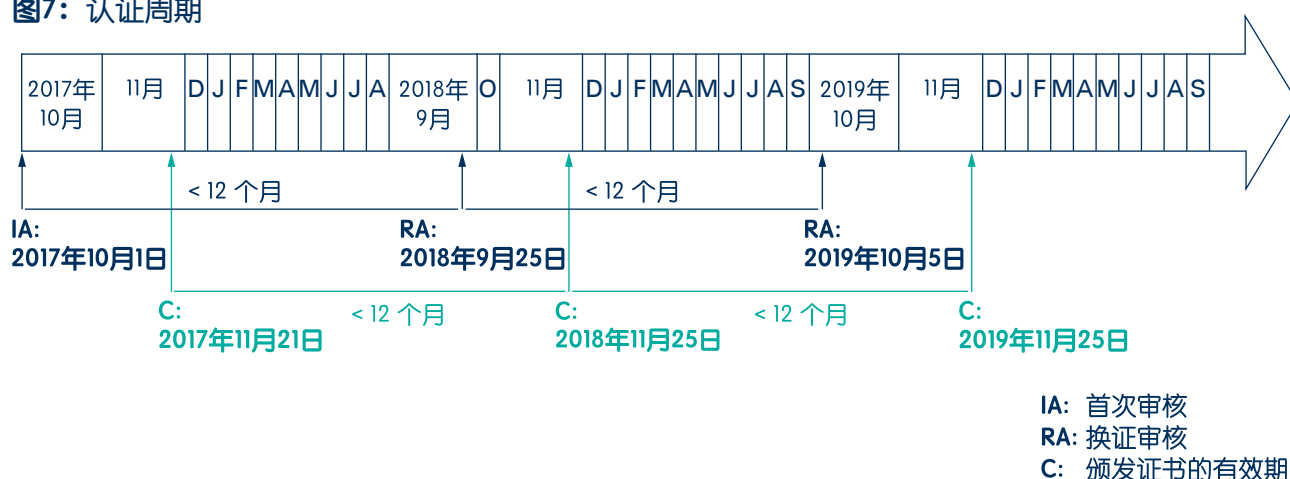 图7：认证周期
2017年
10月
11月
D J F M A M J J A
2018年
9月
O
11月
D J F M A M J J A S
2019年
10月
11月
D J F M A M J J A S
< 12 个月
< 12 个月
IA:
2017年10月1日
RA:
2018年9月25日
RA:
2019年10月5日
C:
2017年11月21日
< 12 个月
C:
2018年11月25日
< 12 个月
C:
2019年11月25日
IA: 首次审核
RA: 换证审核
C: 颁发证书的有效期